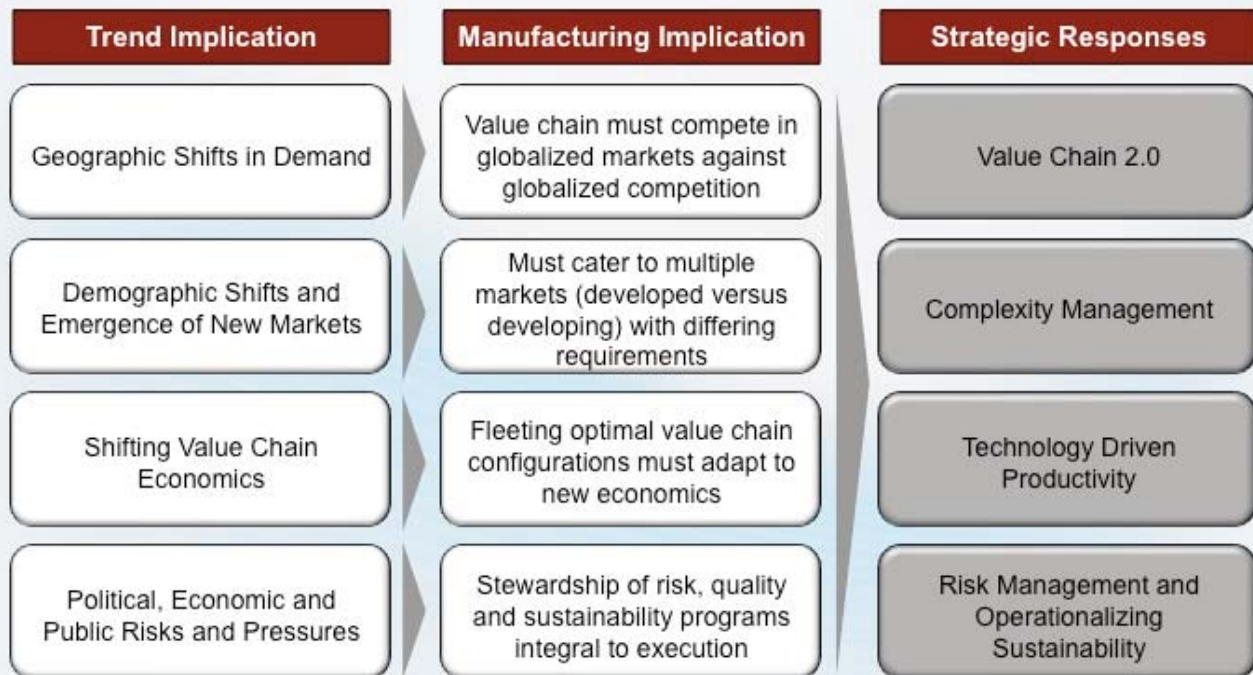 Trend Implication
Manufacturing Implication
Strategic Responses
Geographic Shifts in Demand
Value chain must compete in
globalized markets against
globalized competition
Value Chain 2.0
Demographic Shifts and
Emergence of New Markets
Must cater to multiple
markets (developed versus
developing) with differing
requirements
Complexity Management
Shifting Value Chain
Economics
Fleeting optimal value chain
configurations must adapt to
new economics
Technology Driven
Productivity
Political, Economic and
Public Risks and Pressures
Stewardship of risk, quality
and sustainability programs
integral to execution
Risk Management and
Operationalizing
Sustainability